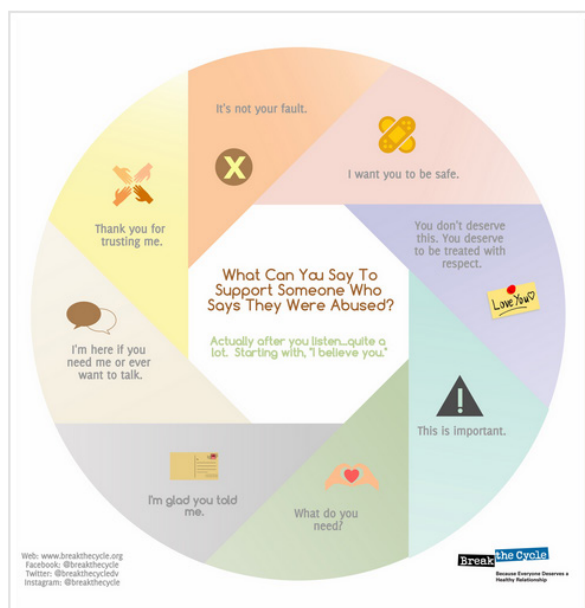 It's not your fault.
X
I want you to be safe.
You don't deserve
this. You deserve
to be treated with
respect.
Love You
This is important.
What do you
need?
I'm glad you told
me.
I'm here if you
need me or ever
want to talk.
Thank you for
trusting me.
What Can You Say To
Support Someone Who
Says They Were Abused?
Actually after you listen...quite a
lot. Starting with, "I believe you."
Web: www.breakthecycle.org
Facebook: @breakthecycle
Twitter: @breakthecycledv
Instagram: @breakthecycle
Break the Cycle
Because Everyone Deserves a
Healthy Relationship